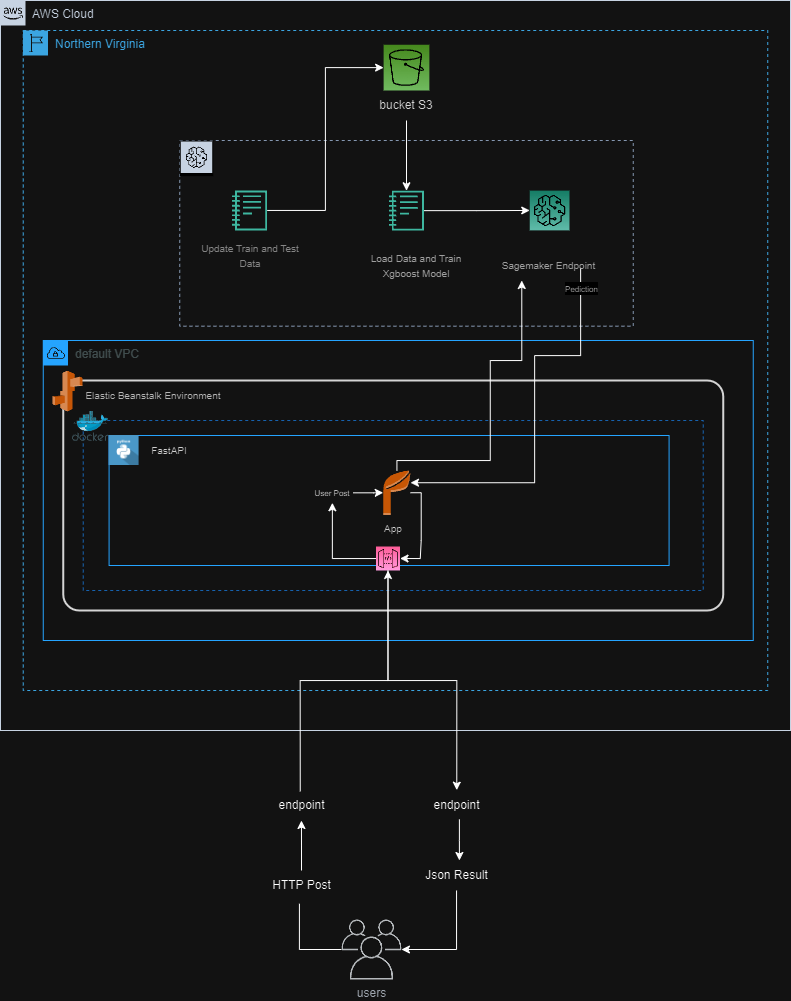 aws
AWS Cloud
Northern Virginia
bucket S3
Update Train and Test
Data
Load Data and Train
Xgboost Model
Sagemaker Endpoint
Pediction
default VPC
Elastic Beanstalk Environment
docker
python
FastAPI
User Post
App
endpoint
endpoint
HTTP Post
Json Result
users